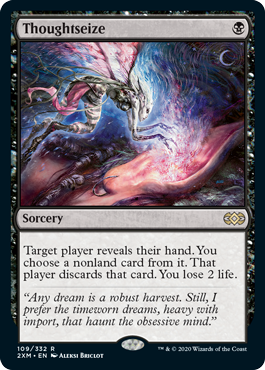 Thoughtseize
Sorcery
Target player reveals their hand. You
choose a nonland card from it. That
player discards that card. You lose 2 life.
“Any dream is a robust harvest. Still, I
prefer the timeworn dreams, heavy with
import, that haunt the obsessive mind.”
109/332 R
2XM • EN Aleksi Briclot
™ & © 2020 Wizards of the Coast